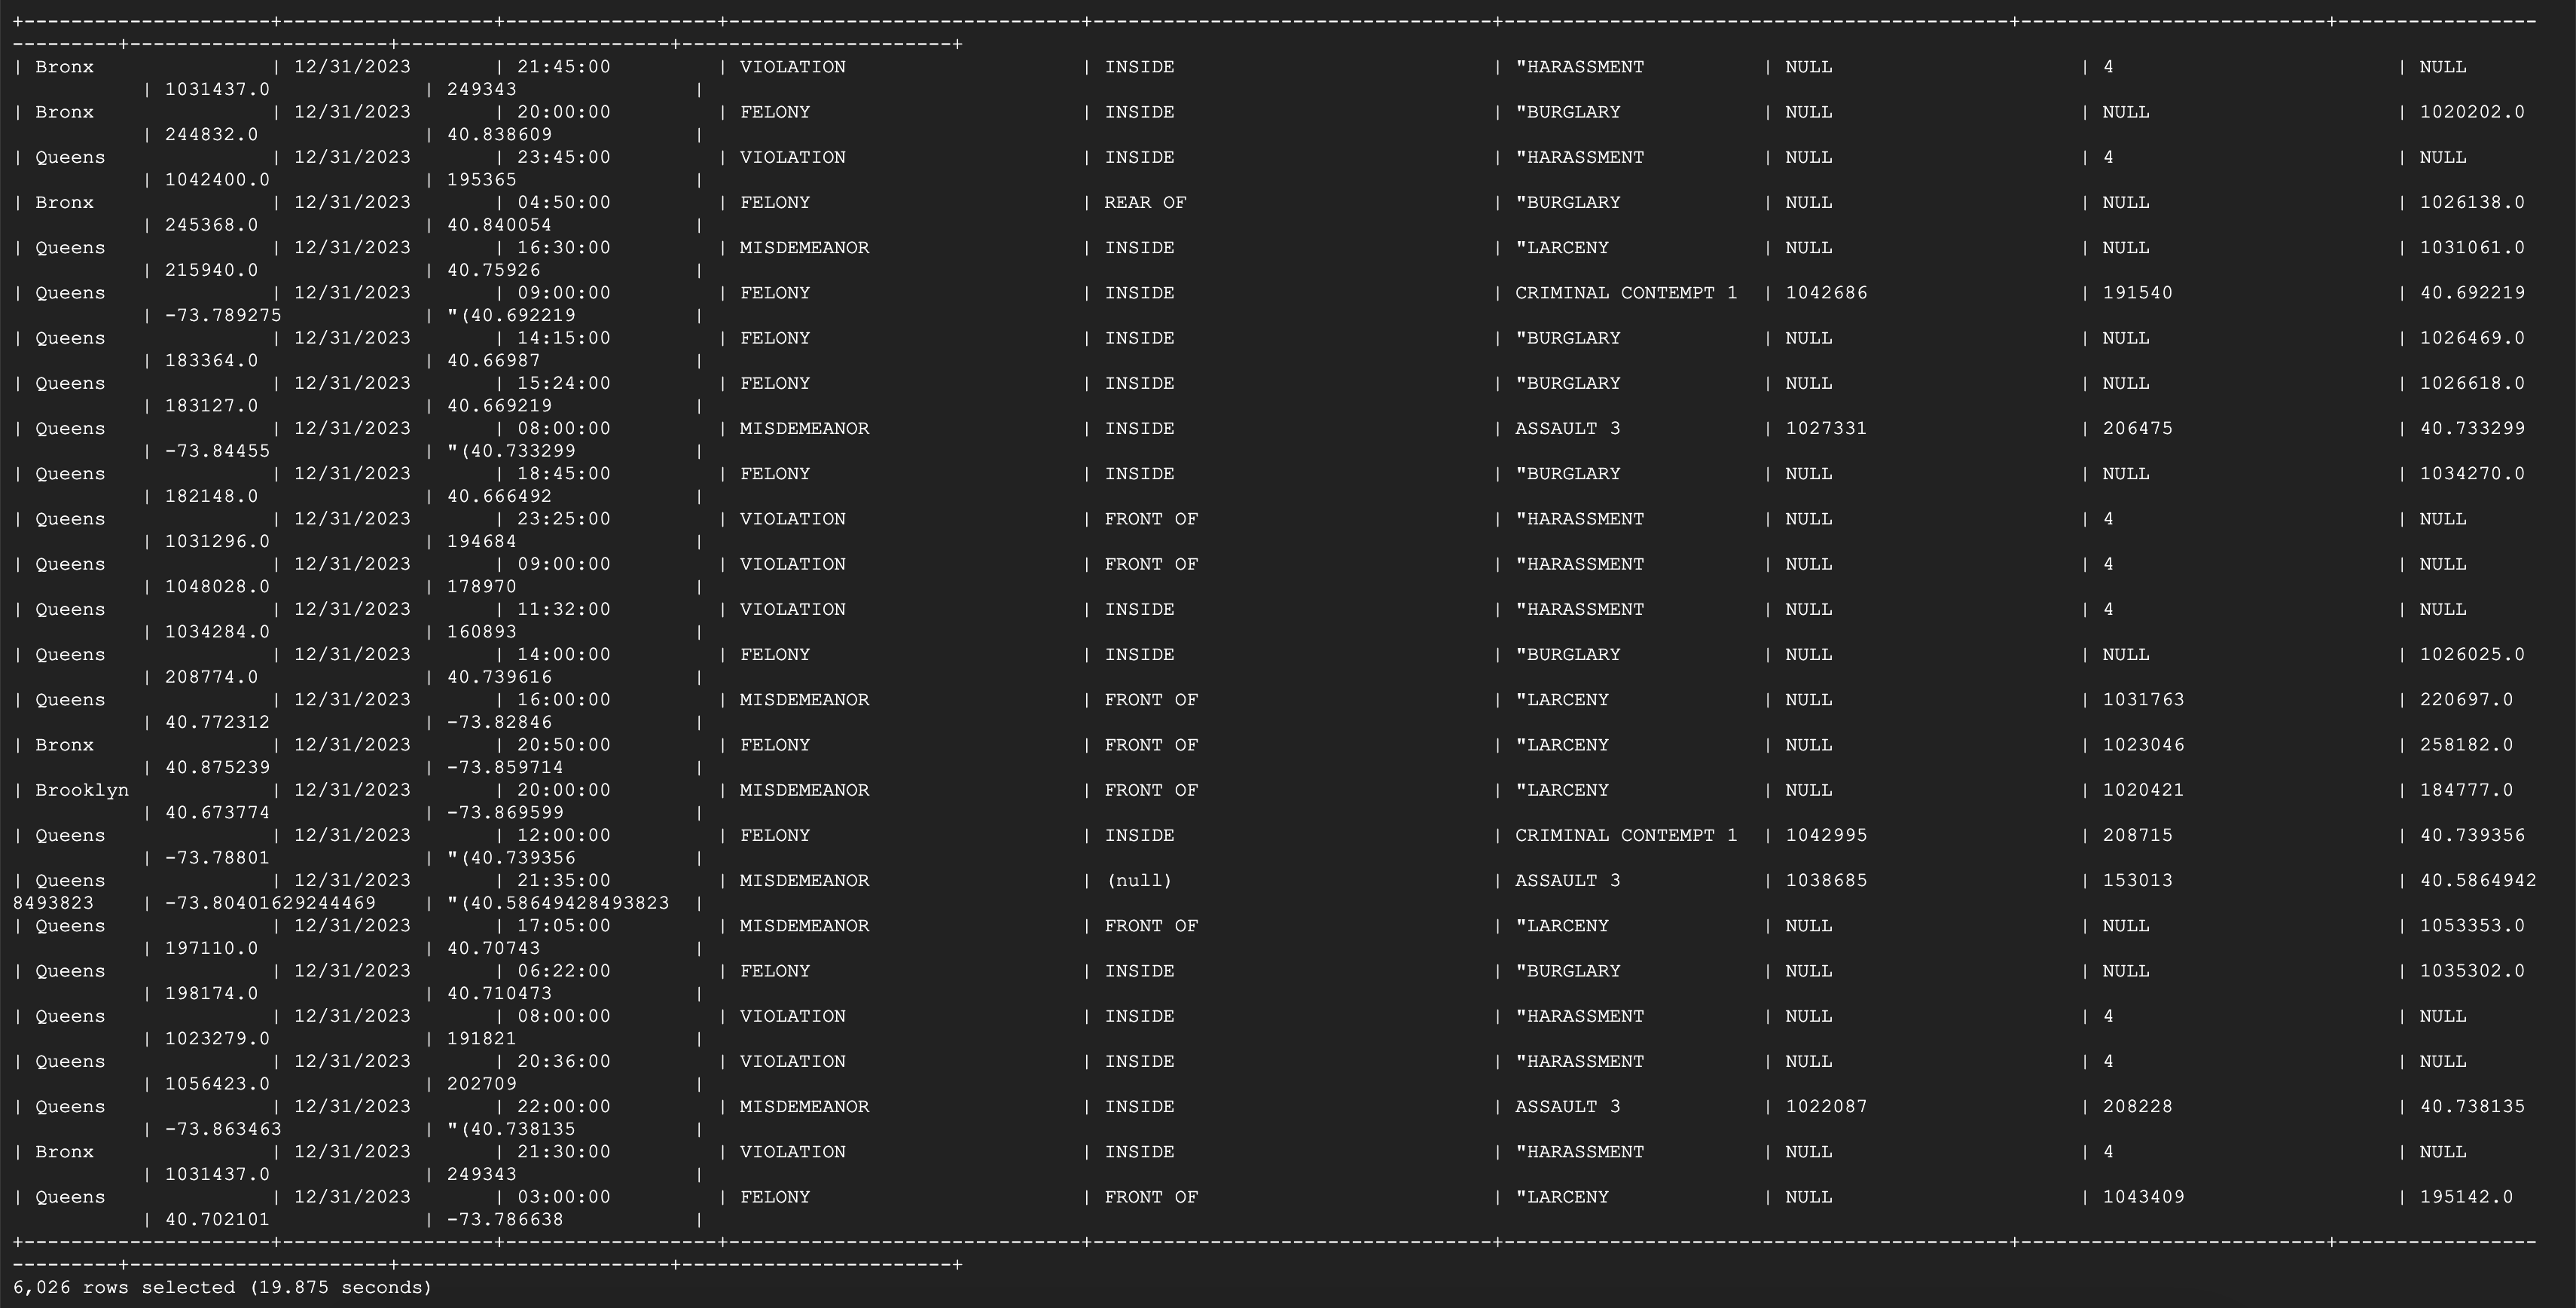 +----------------------+------------------+------------------+------------------------------+----------------------------------+-------------------------------------------+--------------------------+-----------------
---------+----------------------+-----------------------+-----------------------+
| Bronx | 12/31/2023 | 21:45:00 | VIOLATION | INSIDE | "HARASSMENT | NULL | 4 | NULL
| 1031437.0 | 249343 |
| Bronx | 12/31/2023 | 20:00:00 | FELONY | INSIDE | "BURGLARY | NULL | NULL | 1020202.0
| 244832.0 | 40.838609 |
| Queens | 12/31/2023 | 23:45:00 | VIOLATION | INSIDE | "HARASSMENT | NULL | 4 | NULL
| 1042400.0 | 195365 |
| Bronx | 12/31/2023 | 04:50:00 | FELONY | REAR OF | "BURGLARY | NULL | NULL | 1026138.0
| 245368.0 | 40.840054 |
| Queens | 12/31/2023 | 16:30:00 | MISDEMEANOR | INSIDE | "LARCENY | NULL | NULL | 1031061.0
| 215940.0 | 40.75926 |
| Queens | 12/31/2023 | 09:00:00 | FELONY | INSIDE | CRIMINAL CONTEMPT 1 | 1042686 | 191540 | 40.692219
| -73.789275 | "(40.692219 |
| Queens | 12/31/2023 | 14:15:00 | FELONY | INSIDE | "BURGLARY | NULL | NULL | 1026469.0
| 183364.0 | 40.66987 |
| Queens | 12/31/2023 | 15:24:00 | FELONY | INSIDE | "BURGLARY | NULL | NULL | 1026618.0
| 183127.0 | 40.669219 |
| Queens | 12/31/2023 | 08:00:00 | MISDEMEANOR | INSIDE | ASSAULT 3 | 1027331 | 206475 | 40.733299
| -73.84455 | "(40.733299 |
| Queens | 12/31/2023 | 18:45:00 | FELONY | INSIDE | "BURGLARY | NULL | NULL | 1034270.0
| 182148.0 | 40.666492 |
| Queens | 12/31/2023 | 23:25:00 | VIOLATION | FRONT OF | "HARASSMENT | NULL | 4 | NULL
| 1031296.0 | 194684 |
| Queens | 12/31/2023 | 09:00:00 | VIOLATION | FRONT OF | "HARASSMENT | NULL | 4 | NULL
| 1048028.0 | 178970 |
| Queens | 12/31/2023 | 11:32:00 | VIOLATION | INSIDE | "HARASSMENT | NULL | 4 | NULL
| 1034284.0 | 160893 |
| Queens | 12/31/2023 | 14:00:00 | FELONY | INSIDE | "BURGLARY | NULL | NULL | 1026025.0
| 208774.0 | 40.739616 |
| Queens | 12/31/2023 | 16:00:00 | MISDEMEANOR | FRONT OF | "LARCENY | NULL | 1031763 | 220697.0
| 40.772312 | -73.82846 |
| Bronx | 12/31/2023 | 20:50:00 | FELONY | FRONT OF | "LARCENY | NULL | 1023046 | 258182.0
| 40.875239 | -73.859714 |
| Brooklyn | 12/31/2023 | 20:00:00 | MISDEMEANOR | FRONT OF | "LARCENY | NULL | 1020421 | 184777.0
| 40.673774 | -73.869599 |
| Queens | 12/31/2023 | 12:00:00 | FELONY | INSIDE | CRIMINAL CONTEMPT 1 | 1042995 | 208715 | 40.739356
| -73.78801 | "(40.739356 |
| Queens | 12/31/2023 | 21:35:00 | MISDEMEANOR | (null) | ASSAULT 3 | 1038685 | 153013 | 40.5864942
8493823 | -73.80401629244469 | "(40.58649428493823 |
| Queens | 12/31/2023 | 17:05:00 | MISDEMEANOR | FRONT OF | "LARCENY | NULL | NULL | 1053353.0
| 197110.0 | 40.70743 |
| Queens | 12/31/2023 | 06:22:00 | FELONY | INSIDE | "BURGLARY | NULL | NULL | 1035302.0
| 198174.0 | 40.710473 |
| Queens | 12/31/2023 | 08:00:00 | VIOLATION | INSIDE | "HARASSMENT | NULL | 4 | NULL
| 1023279.0 | 191821 |
| Queens | 12/31/2023 | 20:36:00 | VIOLATION | INSIDE | "HARASSMENT | NULL | 4 | NULL
| 1056423.0 | 202709 |
| Queens | 12/31/2023 | 22:00:00 | MISDEMEANOR | INSIDE | ASSAULT 3 | 1022087 | 208228 | 40.738135
| -73.863463 | "(40.738135 |
| Bronx | 12/31/2023 | 21:30:00 | VIOLATION | INSIDE | "HARASSMENT | NULL | 4 | NULL
| 1031437.0 | 249343 |
| Queens | 12/31/2023 | 03:00:00 | FELONY | FRONT OF | "LARCENY | NULL | 1043409 | 195142.0
| 40.702101 | -73.786638 |
+----------------------+------------------+------------------+------------------------------+----------------------------------+-------------------------------------------+--------------------------+-----------------
---------+----------------------+-----------------------+-----------------------+
6,026 rows selected (19.875 seconds)